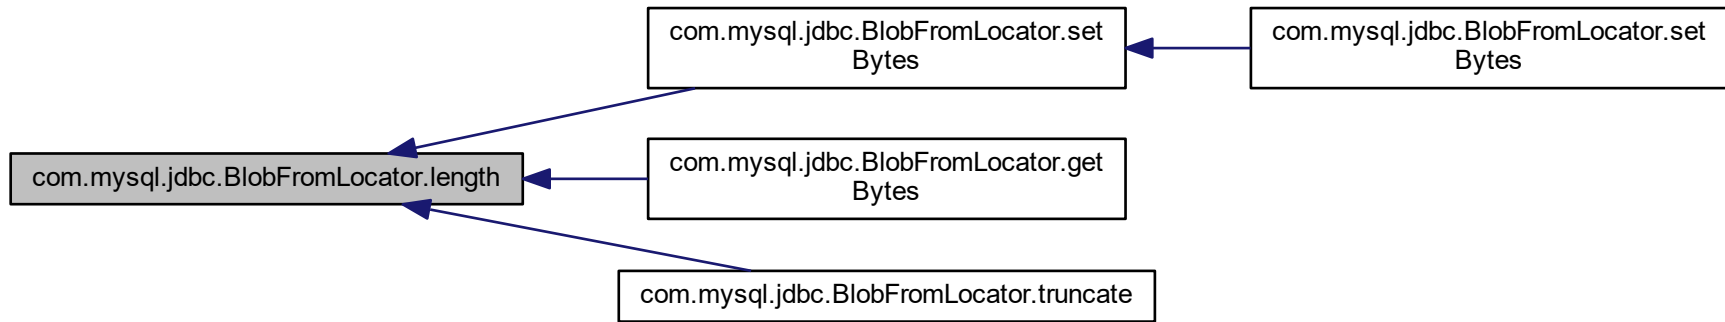 com.mysql.jdbc.BlobFromLocator.set
Bytes
com.mysql.jdbc.BlobFromLocator.set
Bytes
com.mysql.jdbc.BlobFromLocator.length
com.mysql.jdbc.BlobFromLocator.get
Bytes
com.mysql.jdbc.BlobFromLocator.truncate